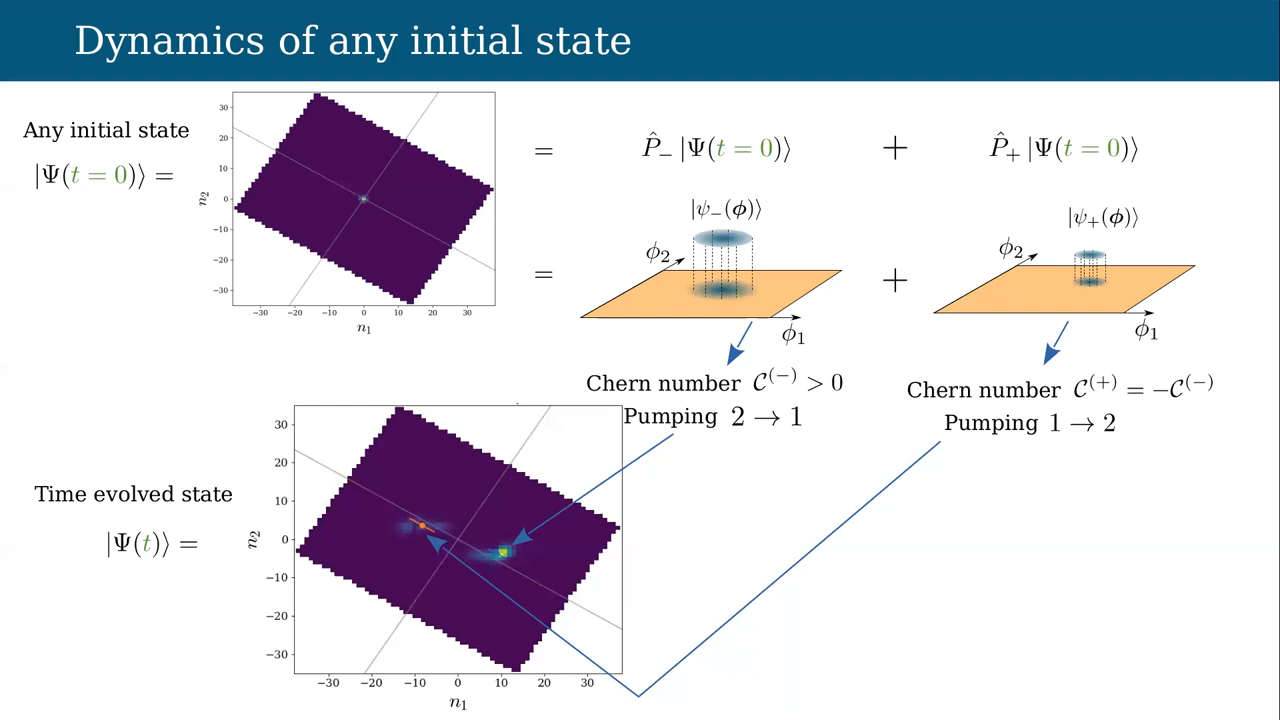 Dynamics of any initial state
Any initial state
|Ψ(t = 0)⟩ =
30
20
10
0
−10
−20
−30
n₂
−30 −20 −10 0 10 20 30
n₁
= P̂₋ |Ψ(t = 0)⟩ + P̂₊ |Ψ(t = 0)⟩
|ψ₋(ϕ)⟩
|ψ₊(ϕ)⟩
= ϕ₂ + ϕ₂
ϕ₁
ϕ₁
Chern number 𝒞⁽⁻⁾ > 0
Pumping 2 → 1
Chern number 𝒞⁽⁺⁾ = −𝒞⁽⁻⁾
Pumping 1 → 2
Time evolved state
|Ψ(t)⟩ =
30
20
10
0
−10
−20
−30
n₂
−30 −20 −10 0 10 20 30
n₁